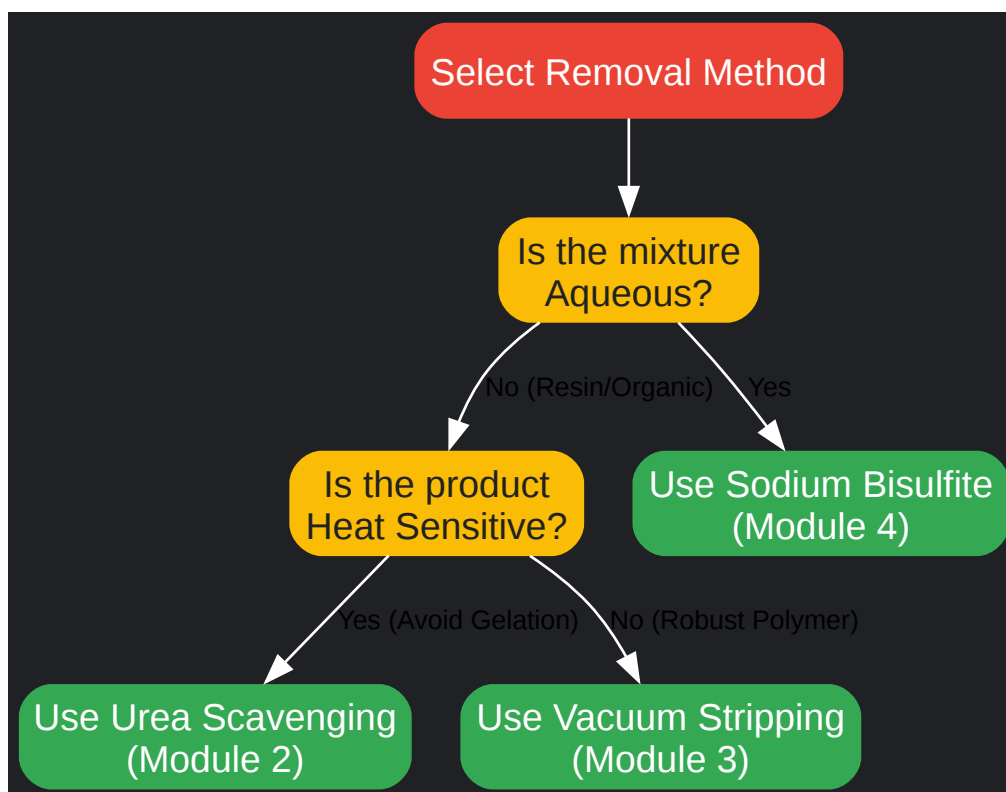 Select Removal Method
Is the mixture
Aqueous?
No (Resin/Organic)
Yes
Is the product
Heat Sensitive?
Use Sodium Bisulfite
(Module 4)
Yes (Avoid Gelation)
No (Robust Polymer)
Use Urea Scavenging
(Module 2)
Use Vacuum Stripping
(Module 3)